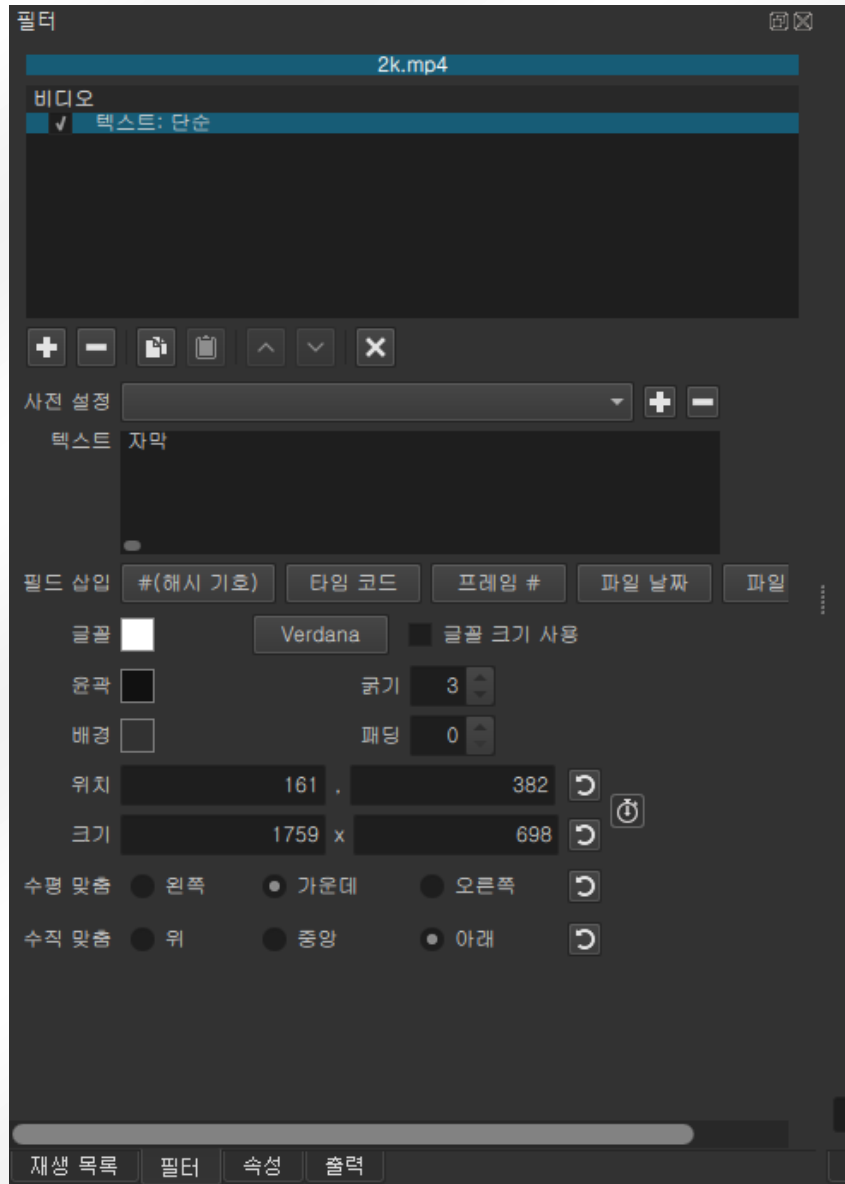 필터
2k.mp4
비디오
텍스트: 단순
사전 설정
텍스트 자막
필드 삽입 #(해시 기호) 타임 코드 프레임 # 파일 날짜 파일
글꼴 Verdana 글꼴 크기 사용
윤곽 굵기 3
배경 패딩 0
위치 161 , 382
크기 1759 x 698
수평 맞춤 왼쪽 가운데 오른쪽
수직 맞춤 위 중앙 아래
재생 목록 필터 속성 출력